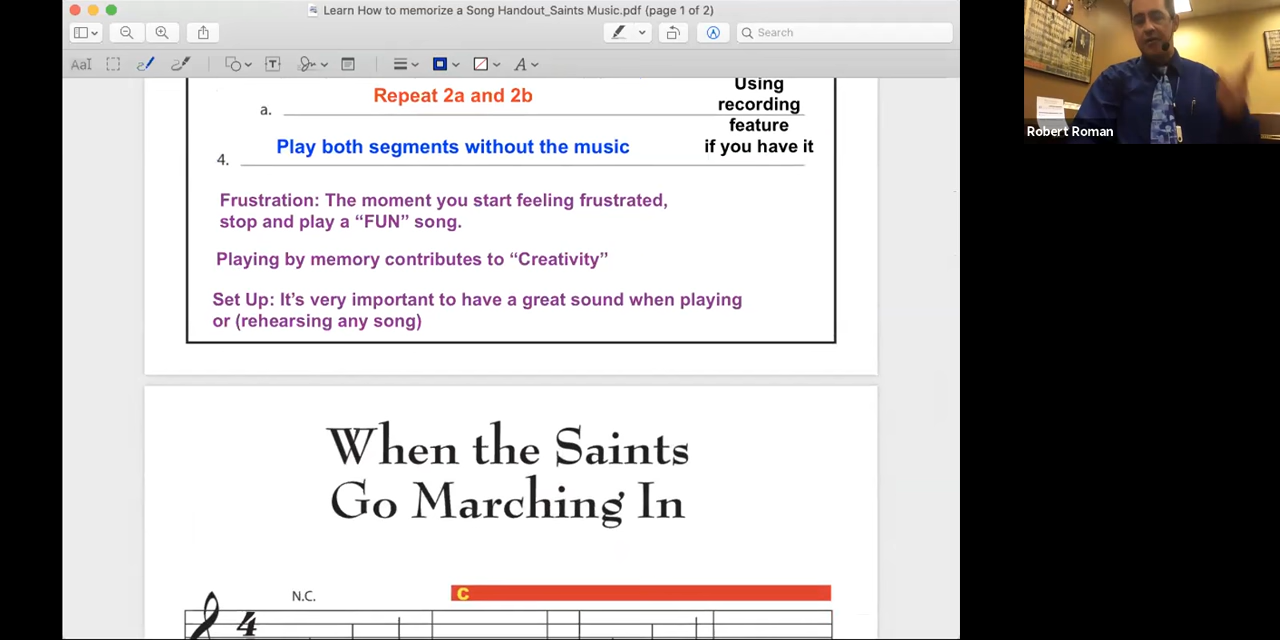 Learn How to memorize a Song Handout_Saints Music.pdf (page 1 of 2)
Search
AaI
T
A
Using
recording
feature
if you have it
Repeat 2a and 2b
a.
Play both segments without the music
4.
Frustration: The moment you start feeling frustrated,
stop and play a “FUN” song.
Playing by memory contributes to “Creativity”
Set Up: It’s very important to have a great sound when playing
or (rehearsing any song)
When the Saints
Go Marching In
N.C.
C
4
Robert Roman